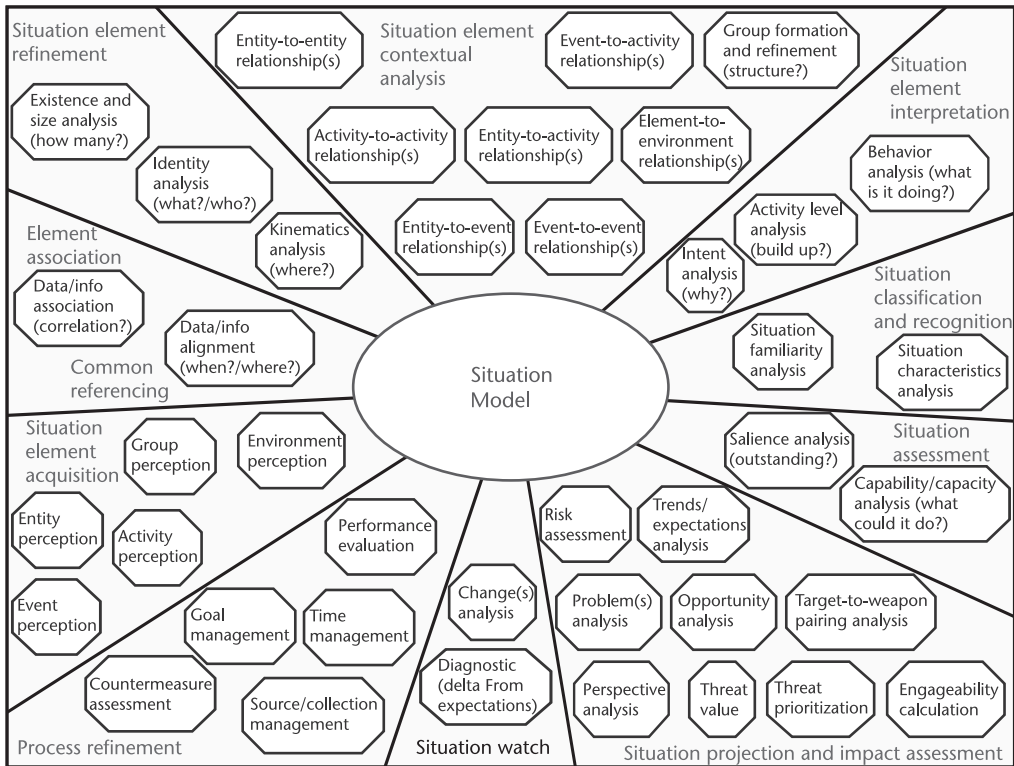 Situation element
refinement
Existence and
size analysis
(how many?)
Identity
analysis
(what?/who?)
Kinematics
analysis
(where?)
Situation element
contextual
analysis
Entity-to-entity
relationship(s)
Event-to-activity
relationship(s)
Group formation
and refinement
(structure?)
Activity-to-activity
relationship(s)
Entity-to-activity
relationship(s)
Element-to-
environment
relationship(s)
Entity-to-event
relationship(s)
Event-to-event
relationship(s)
Situation
element
interpretation
Behavior
analysis (what
is it doing?)
Activity level
analysis
(build up?)
Intent
analysis
(why?)
Element
association
Data/info
association
(correlation?)
Data/info
alignment
(when?/where?)
Common
referencing
Situation
Model
Situation
classification
and recognition
Situation
familiarity
analysis
Situation
characteristics
analysis
Situation
element
acquisition
Group
perception
Environment
perception
Entity
perception
Activity
perception
Event
perception
Situation
assessment
Salience analysis
(outstanding?)
Capability/capacity
analysis (what
could it do?)
Performance
evaluation
Goal
management
Time
management
Countermeasure
assessment
Source/collection
management
Process refinement
Change(s)
analysis
Diagnostic
(delta From
expectations)
Situation watch
Risk
assessment
Trends/
expectations
analysis
Problem(s)
analysis
Opportunity
analysis
Target-to-weapon
pairing analysis
Perspective
analysis
Threat
value
Threat
prioritization
Engageability
calculation
Situation projection and impact assessment